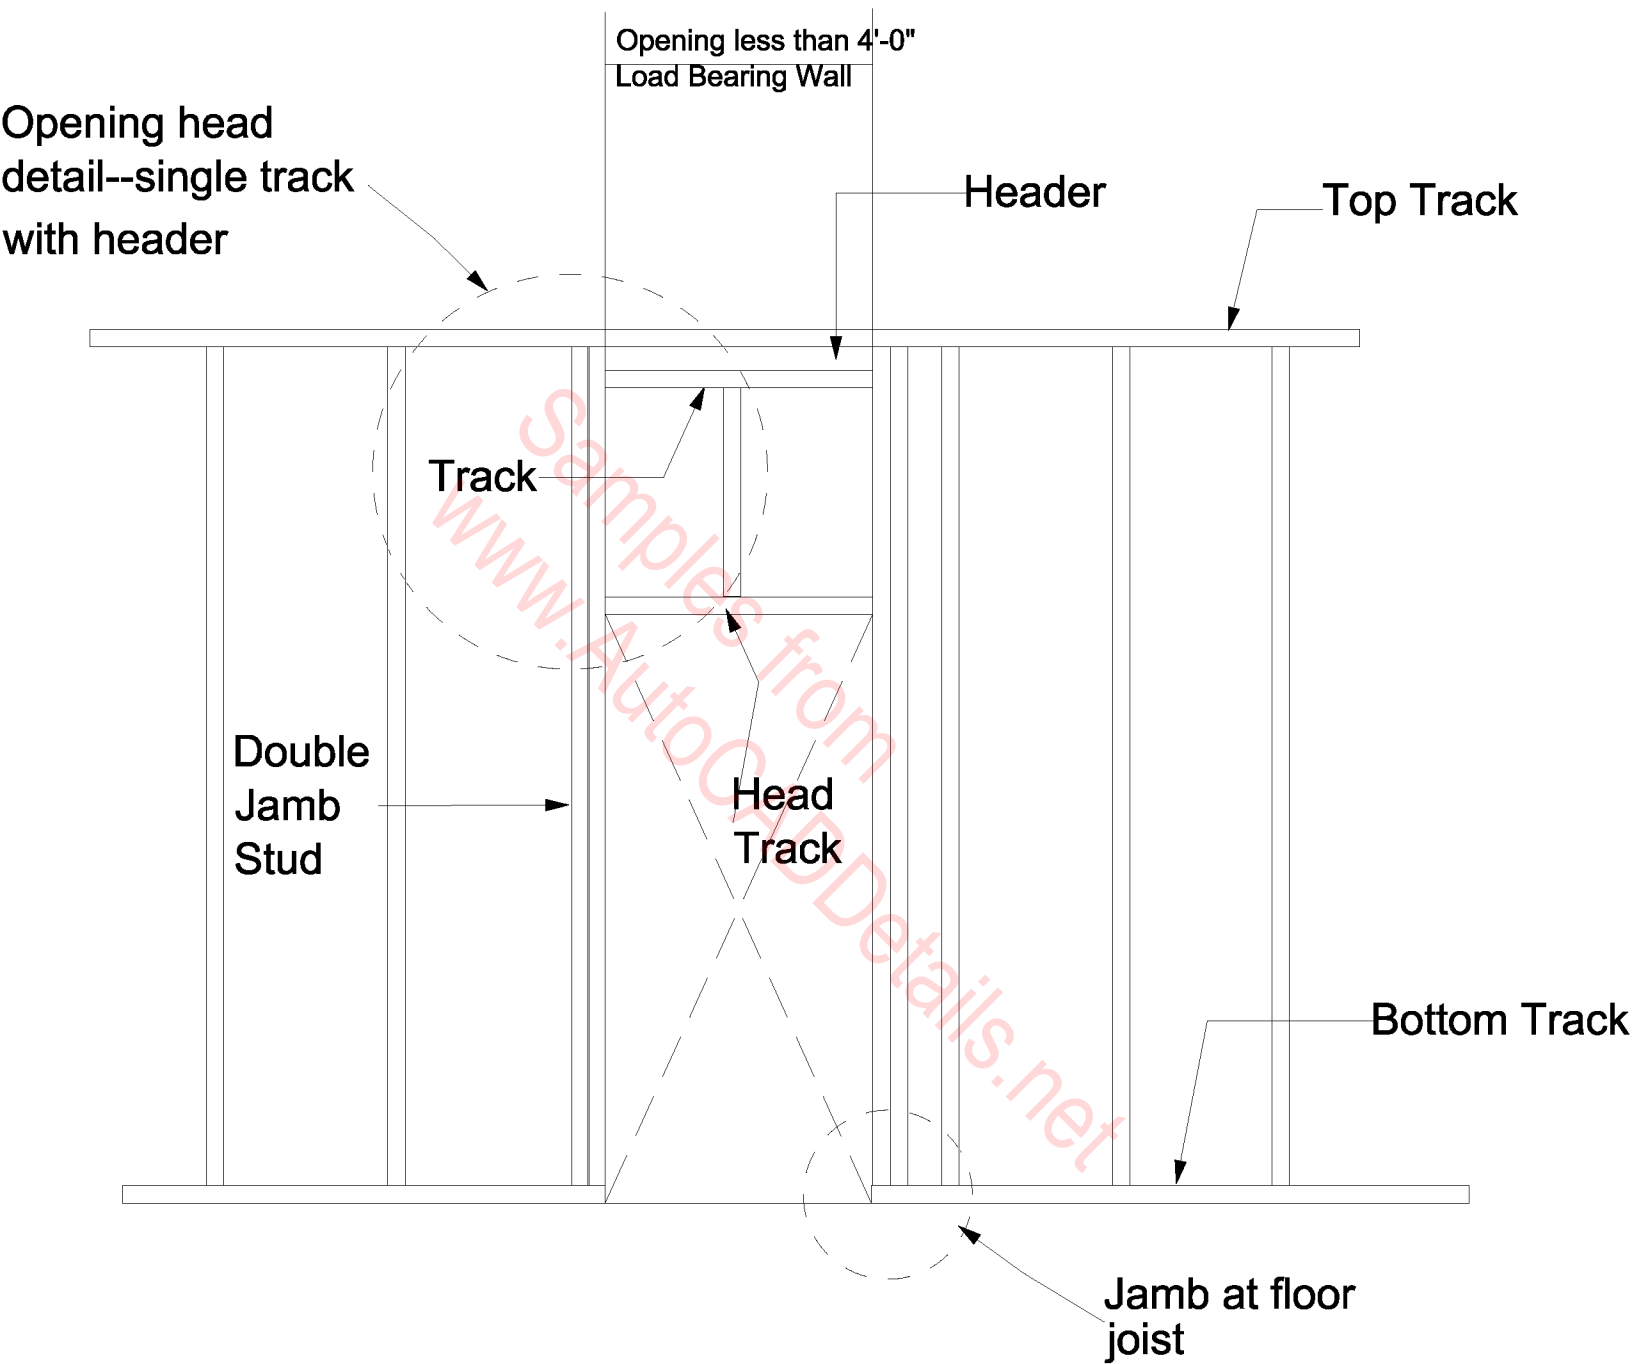 Opening less than 4'-0"
Load Bearing Wall
Opening head
detail--single track
with header
Header
Top Track
Track
Double
Jamb
Stud
Head
Track
Bottom Track
Jamb at floor
joist
Samples from
www.AutoCADDetails.net